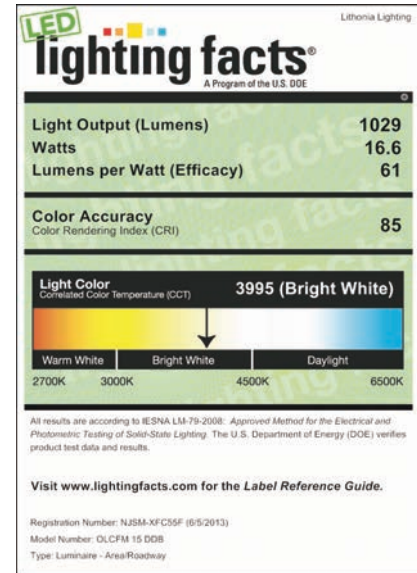 Lithonia Lighting
LED
lighting facts®
A Program of the U.S. DOE
Light Output (Lumens) 1029
Watts 16.6
Lumens per Watt (Efficacy) 61
Color Accuracy
Color Rendering Index (CRI) 85
Light Color
Correlated Color Temperature (CCT) 3995 (Bright White)
Warm White Bright White Daylight
2700K 3000K 4500K 6500K
All results are according to IESNA LM-79-2008: Approved Method for the Electrical and
Photometric Testing of Solid-State Lighting. The U.S. Department of Energy (DOE) verifies
product test data and results.
Visit www.lightingfacts.com for the Label Reference Guide.
Registration Number: NJSM-XFC55F (6/5/2013)
Model Number: OLCFM 15 DDB
Type: Luminaire - Area/Roadway